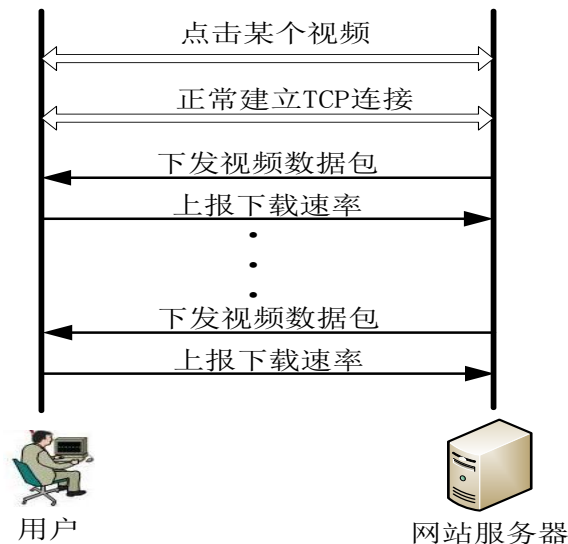 点击某个视频
正常建立TCP连接
下发视频数据包
上报下载速率
下发视频数据包
上报下载速率
用户
网站服务器